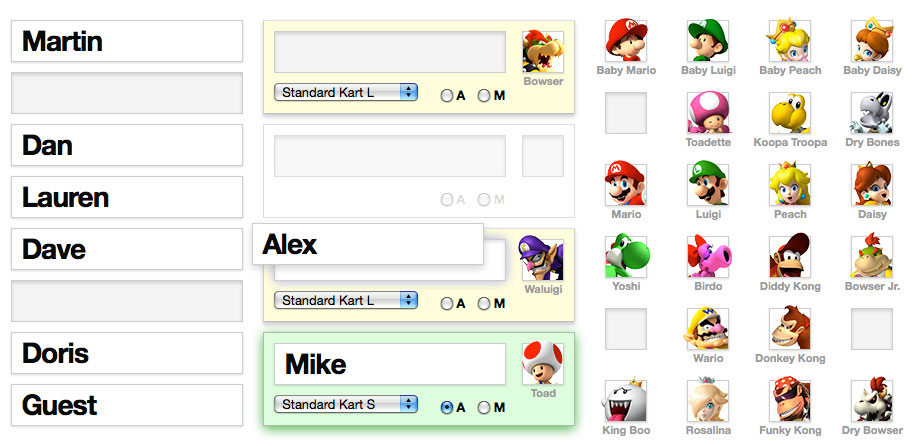 Martin
Dan
Lauren
Dave
Doris
Guest
Bowser
Standard Kart L
A M
A M
Alex
Waluigi
Standard Kart L
A M
Mike
Toad
Standard Kart S
A M
Baby Mario Baby Luigi Baby Peach Baby Daisy
Toadette Koopa Troopa Dry Bones
Mario Luigi Peach Daisy
Yoshi Birdo Diddy Kong Bowser Jr.
Wario Donkey Kong
King Boo Rosalina Funky Kong Dry Bowser